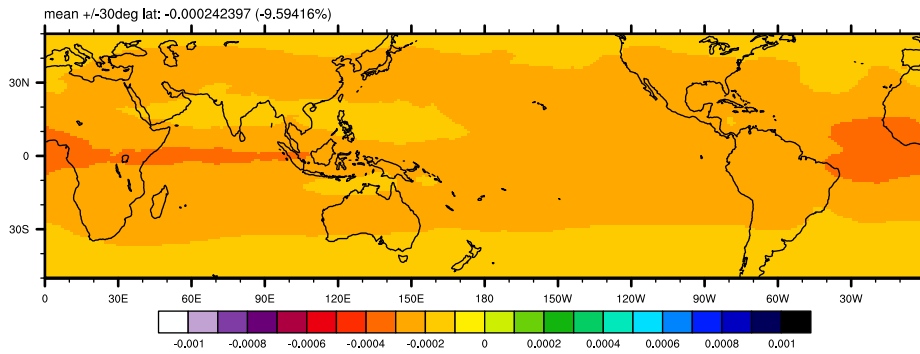 mean +/-30deg lat: -0.000242397 (-9.59416%)
30N
0
30S
0 30E 60E 90E 120E 150E 180 150W 120W 90W 60W 30W
-0.001 -0.0008 -0.0006 -0.0004 -0.0002 0 0.0002 0.0004 0.0006 0.0008 0.001